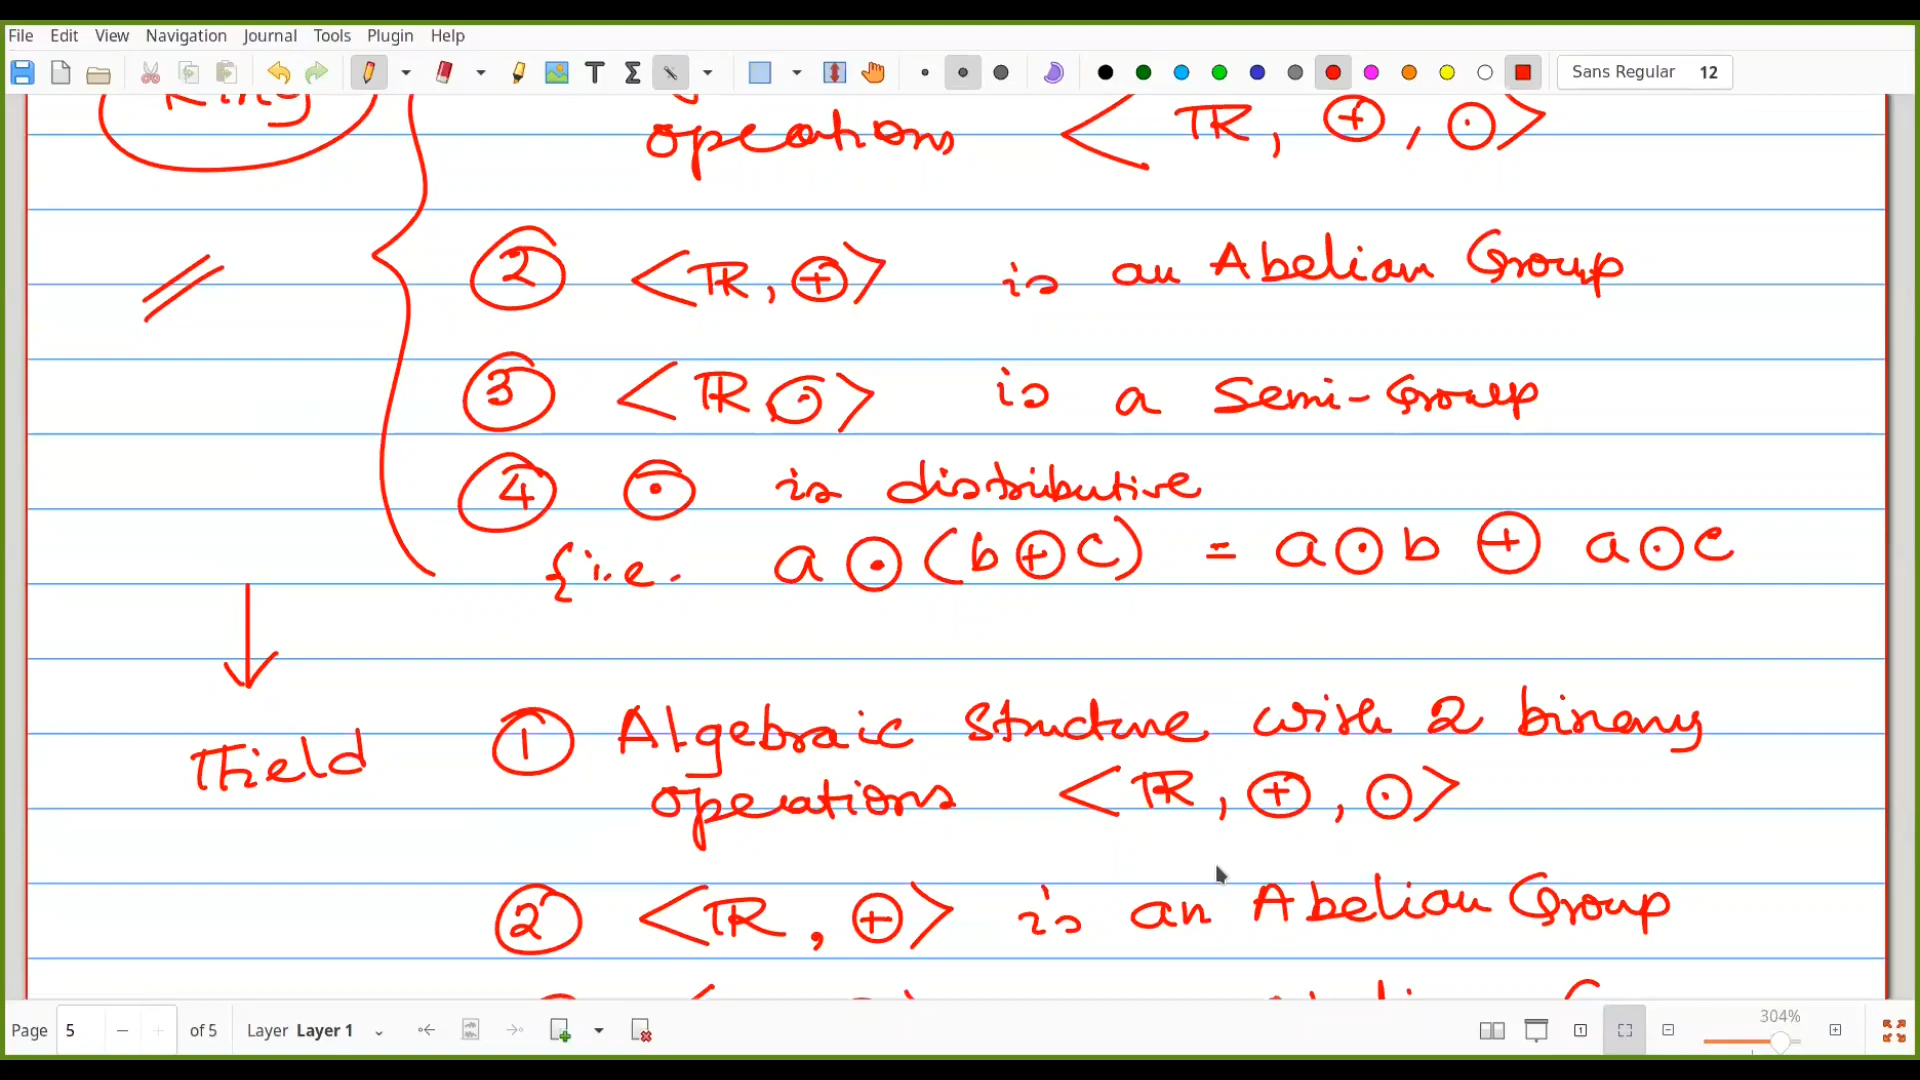 File Edit View Navigation Journal Tools Plugin Help
Sans Regular 12
Ring
operations < R, ⊕, ⊙ >
② < R, ⊕ > is an Abelian Group
③ < R ⊙ > is a Semi-Group
④ ⊙ is distributive
{i.e. a ⊙ (b ⊕ c) = a ⊙ b ⊕ a ⊙ c
Field
① Algebraic Structure with 2 binary
operations < R, ⊕, ⊙ >
② < R, ⊕ > is an Abelian Group
Page 5 of 5 Layer Layer 1 304%